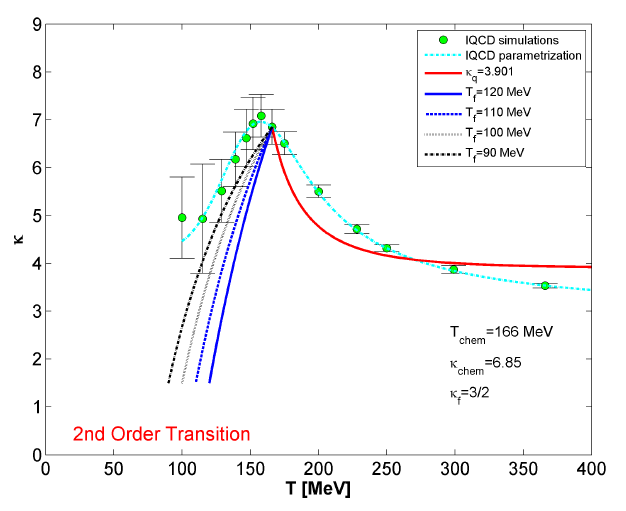 9
8
7
6
5
4
3
2
1
0
κ
lQCD simulations
lQCD parametrization
κq=3.901
Tf=120 MeV
Tf=110 MeV
Tf=100 MeV
Tf=90 MeV
Tchem=166 MeV
κchem=6.85
κf=3/2
2nd Order Transition
0 50 100 150 200 250 300 350 400
T [MeV]